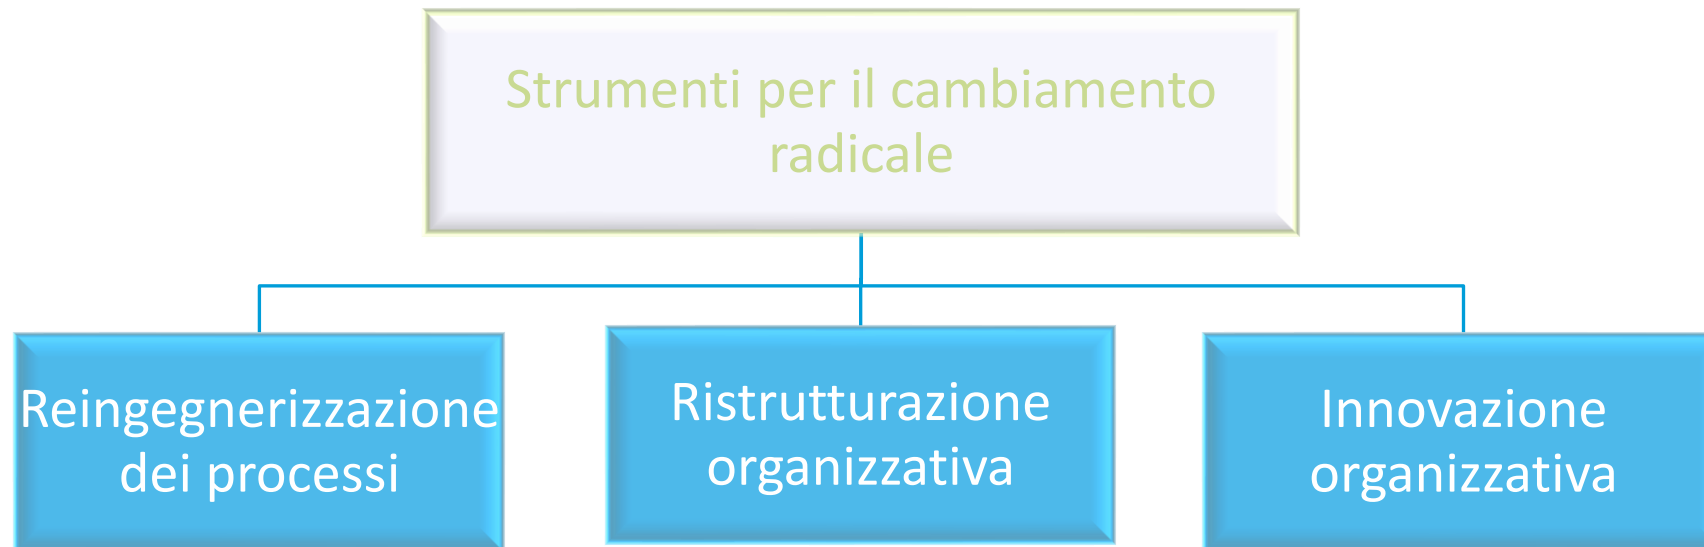 Strumenti per il cambiamento
radicale
Reingegnerizzazione
dei processi
Ristrutturazione
organizzativa
Innovazione
organizzativa